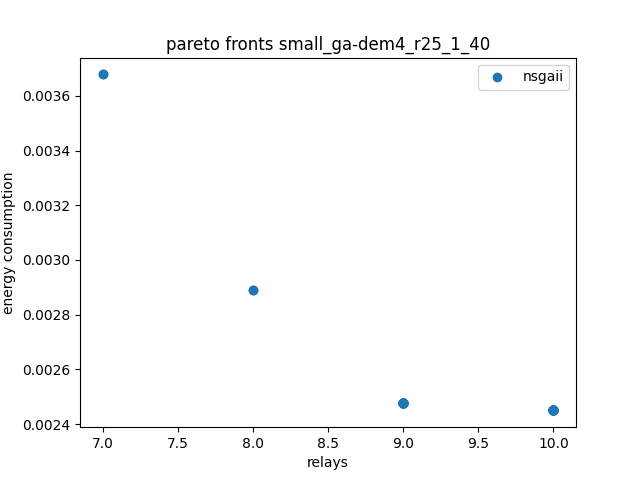 pareto fronts small_ga-dem4_r25_1_40
nsgaii
0.0036
0.0034
0.0032
0.0030
0.0028
0.0026
0.0024
energy consumption
7.0 7.5 8.0 8.5 9.0 9.5 10.0
relays